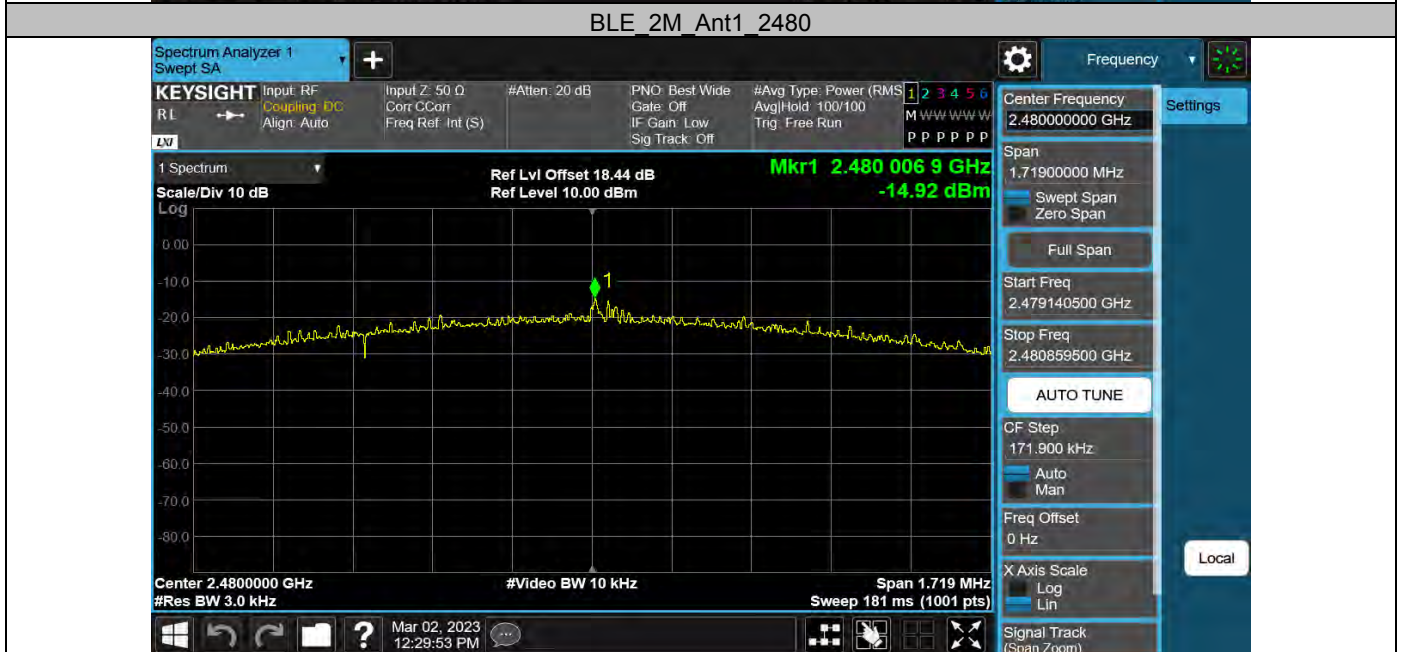 BLE_2M_Ant1_2480
Spectrum Analyzer 1
Swept SA
Frequency
KEYSIGHT
RL
LXI
Input: RF
Coupling: DC
Align: Auto
Input Z: 50 Ω
Corr CCorr
Freq Ref: Int (S)
#Atten: 20 dB
PNO: Best Wide
Gate: Off
IF Gain: Low
Sig Track: Off
#Avg Type: Power (RMS
Avg|Hold: 100/100
Trig: Free Run
1 2 3 4 5 6
M W W W W W
P P P P P P
1 Spectrum
Scale/Div 10 dB
Log
Ref Lvl Offset 18.44 dB
Ref Level 10.00 dBm
Mkr1 2.480 006 9 GHz
-14.92 dBm
1
0.00
-10.0
-20.0
-30.0
-40.0
-50.0
-60.0
-70.0
-80.0
Center 2.4800000 GHz
#Res BW 3.0 kHz
#Video BW 10 kHz
Span 1.719 MHz
Sweep 181 ms (1001 pts)
Mar 02, 2023
12:29:53 PM
Center Frequency
2.480000000 GHz
Settings
Span
1.71900000 MHz
Swept Span
Zero Span
Full Span
Start Freq
2.479140500 GHz
Stop Freq
2.480859500 GHz
AUTO TUNE
CF Step
171.900 kHz
Auto
Man
Freq Offset
0 Hz
Local
X Axis Scale
Log
Lin
Signal Track
(Span Zoom)